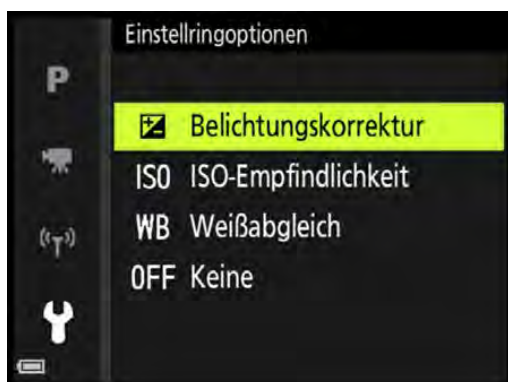 Einstellringoptionen
P
Belichtungskorrektur
ISO ISO-Empfindlichkeit
WB Weißabgleich
OFF Keine